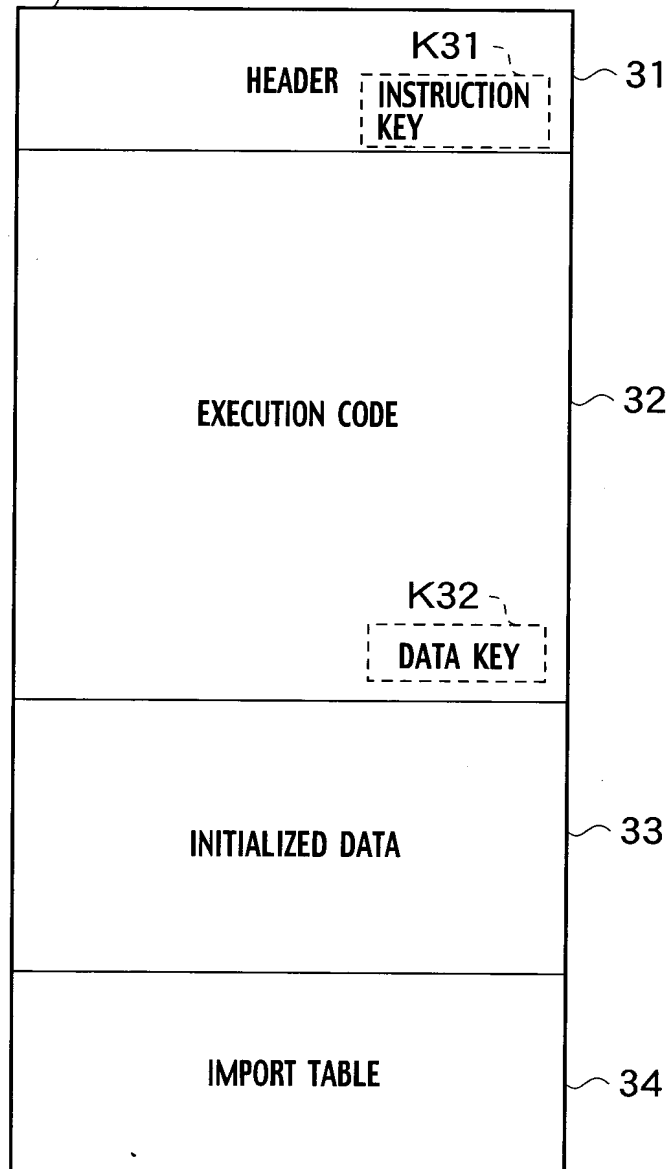 K31
HEADER
31
INSTRUCTION
KEY
EXECUTION CODE
32
K32
DATA KEY
INITIALIZED DATA
33
IMPORT TABLE
34